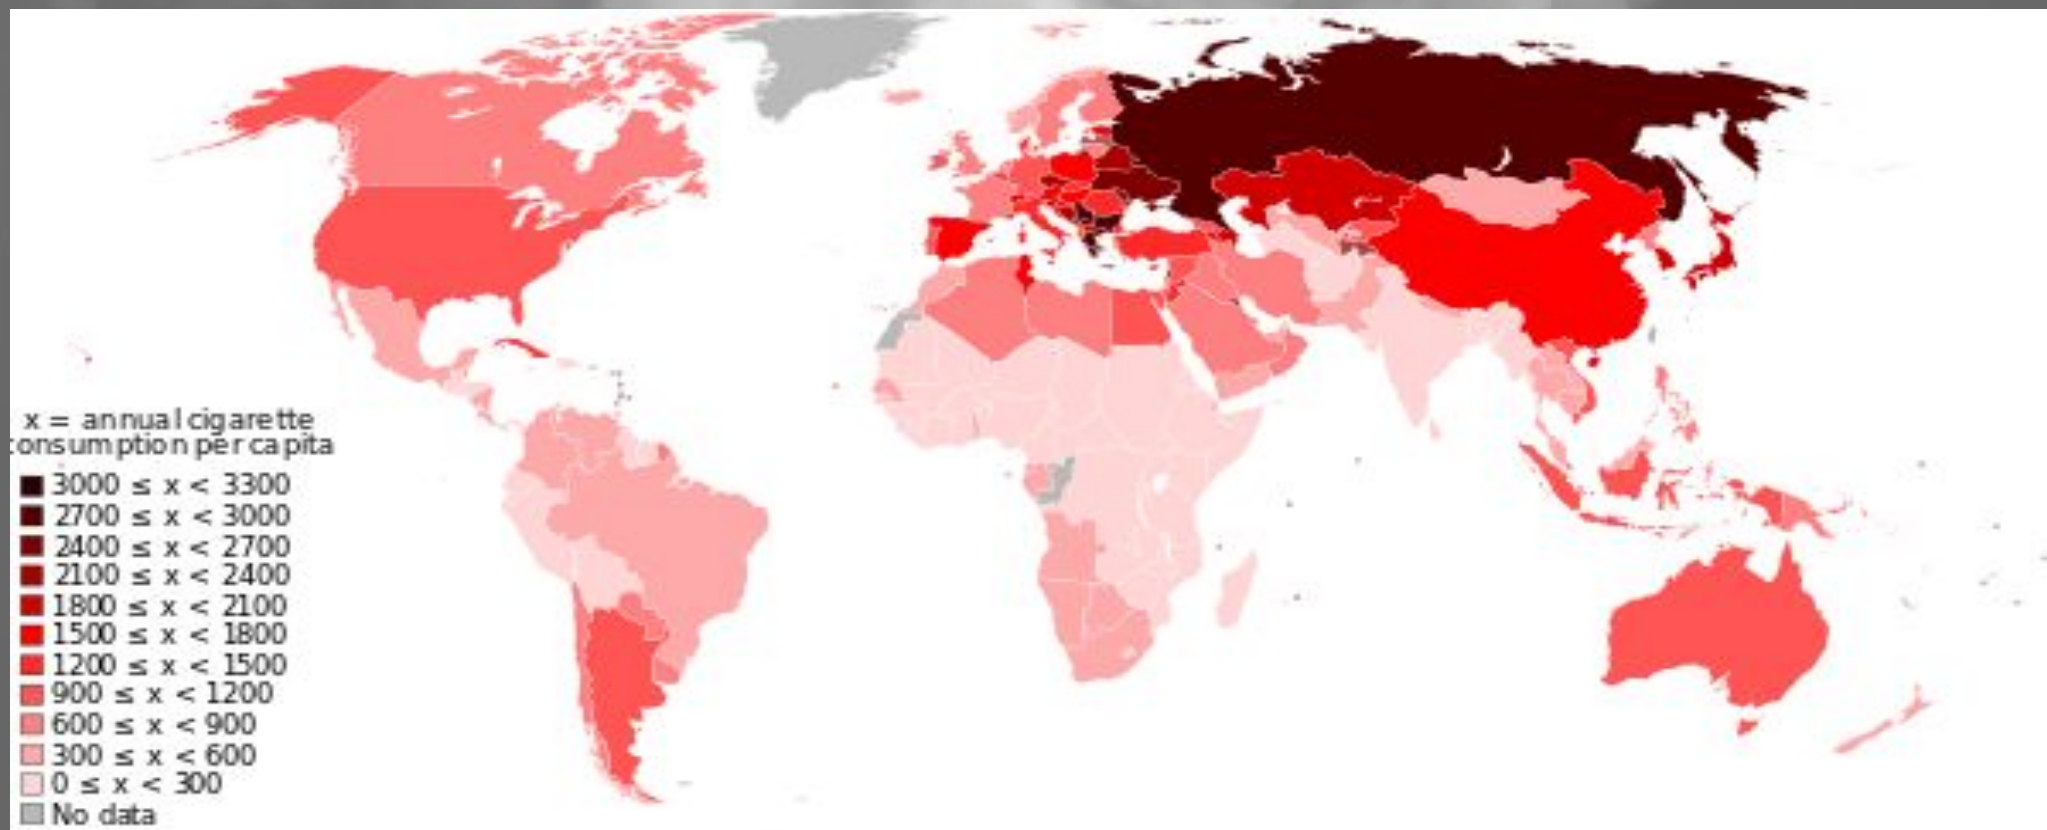 x = annual cigarette
consumption per capita
3000 ≤ x < 3300
2700 ≤ x < 3000
2400 ≤ x < 2700
2100 ≤ x < 2400
1800 ≤ x < 2100
1500 ≤ x < 1800
1200 ≤ x < 1500
900 ≤ x < 1200
600 ≤ x < 900
300 ≤ x < 600
0 ≤ x < 300
No data